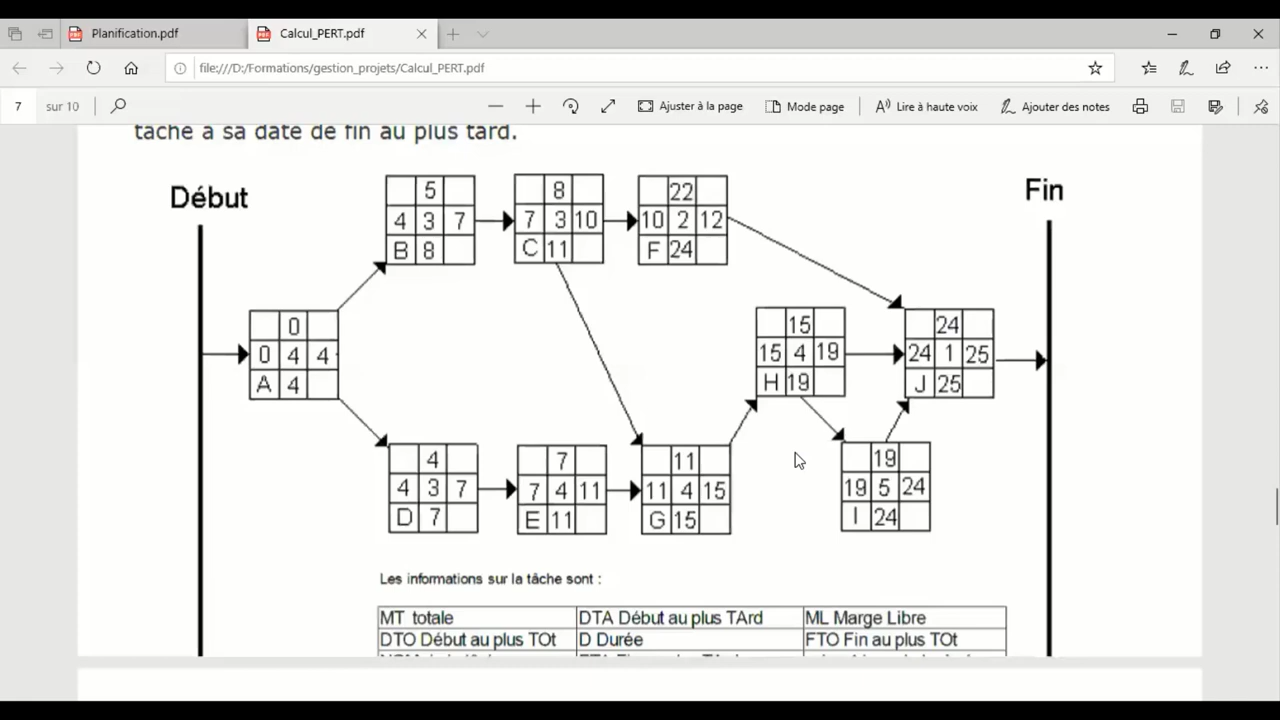 Planification.pdf
Calcul_PERT.pdf
file:///D:/Formations/gestion_projets/Calcul_PERT.pdf
7 sur 10
Ajuster à la page
Mode page
Lire à haute voix
Ajouter des notes
tâche à sa date de fin au plus tard.
Début
Fin
5
4 3 7
B 8
8
7 3 10
C 11
22
10 2 12
F 24
0
0 4 4
A 4
15
15 4 19
H 19
24
24 1 25
J 25
4
4 3 7
D 7
7
7 4 11
E 11
11
11 4 15
G 15
19
19 5 24
I 24
Les informations sur la tâche sont :
MT totale DTA Début au plus TArd ML Marge Libre
DTO Début au plus TOt D Durée FTO Fin au plus TOt